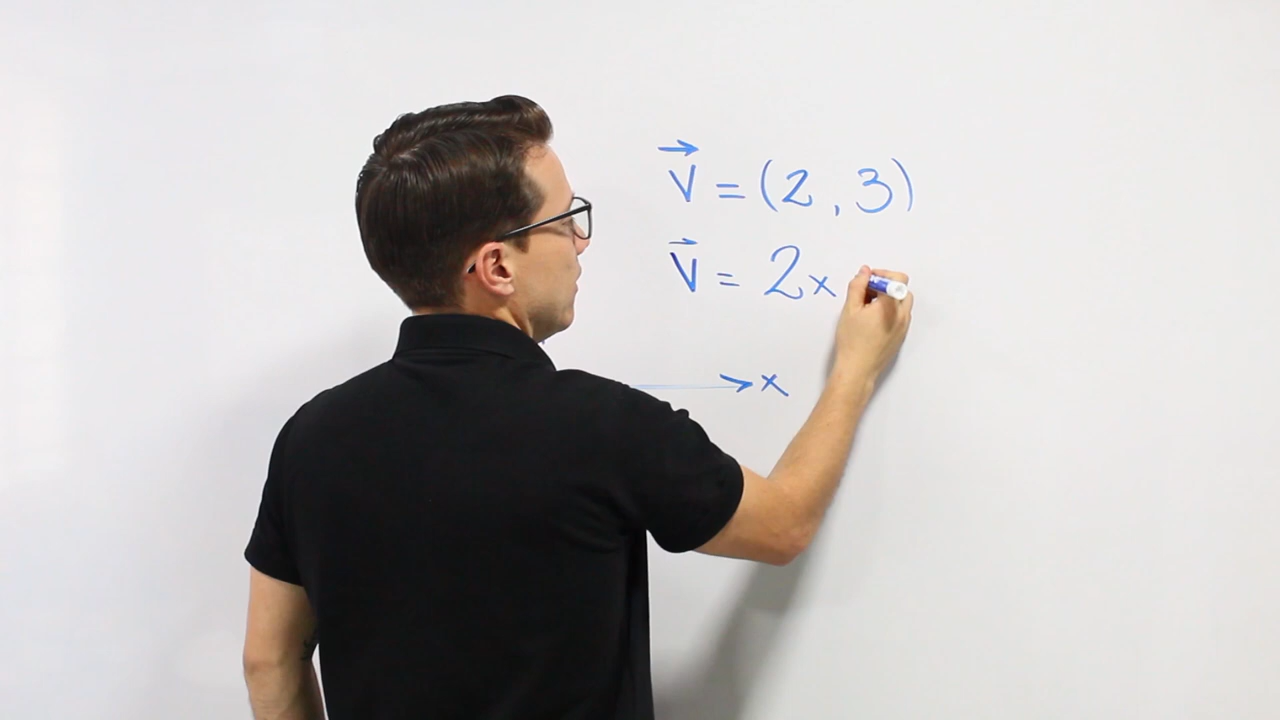 V = (2, 3)
V = 2x
x